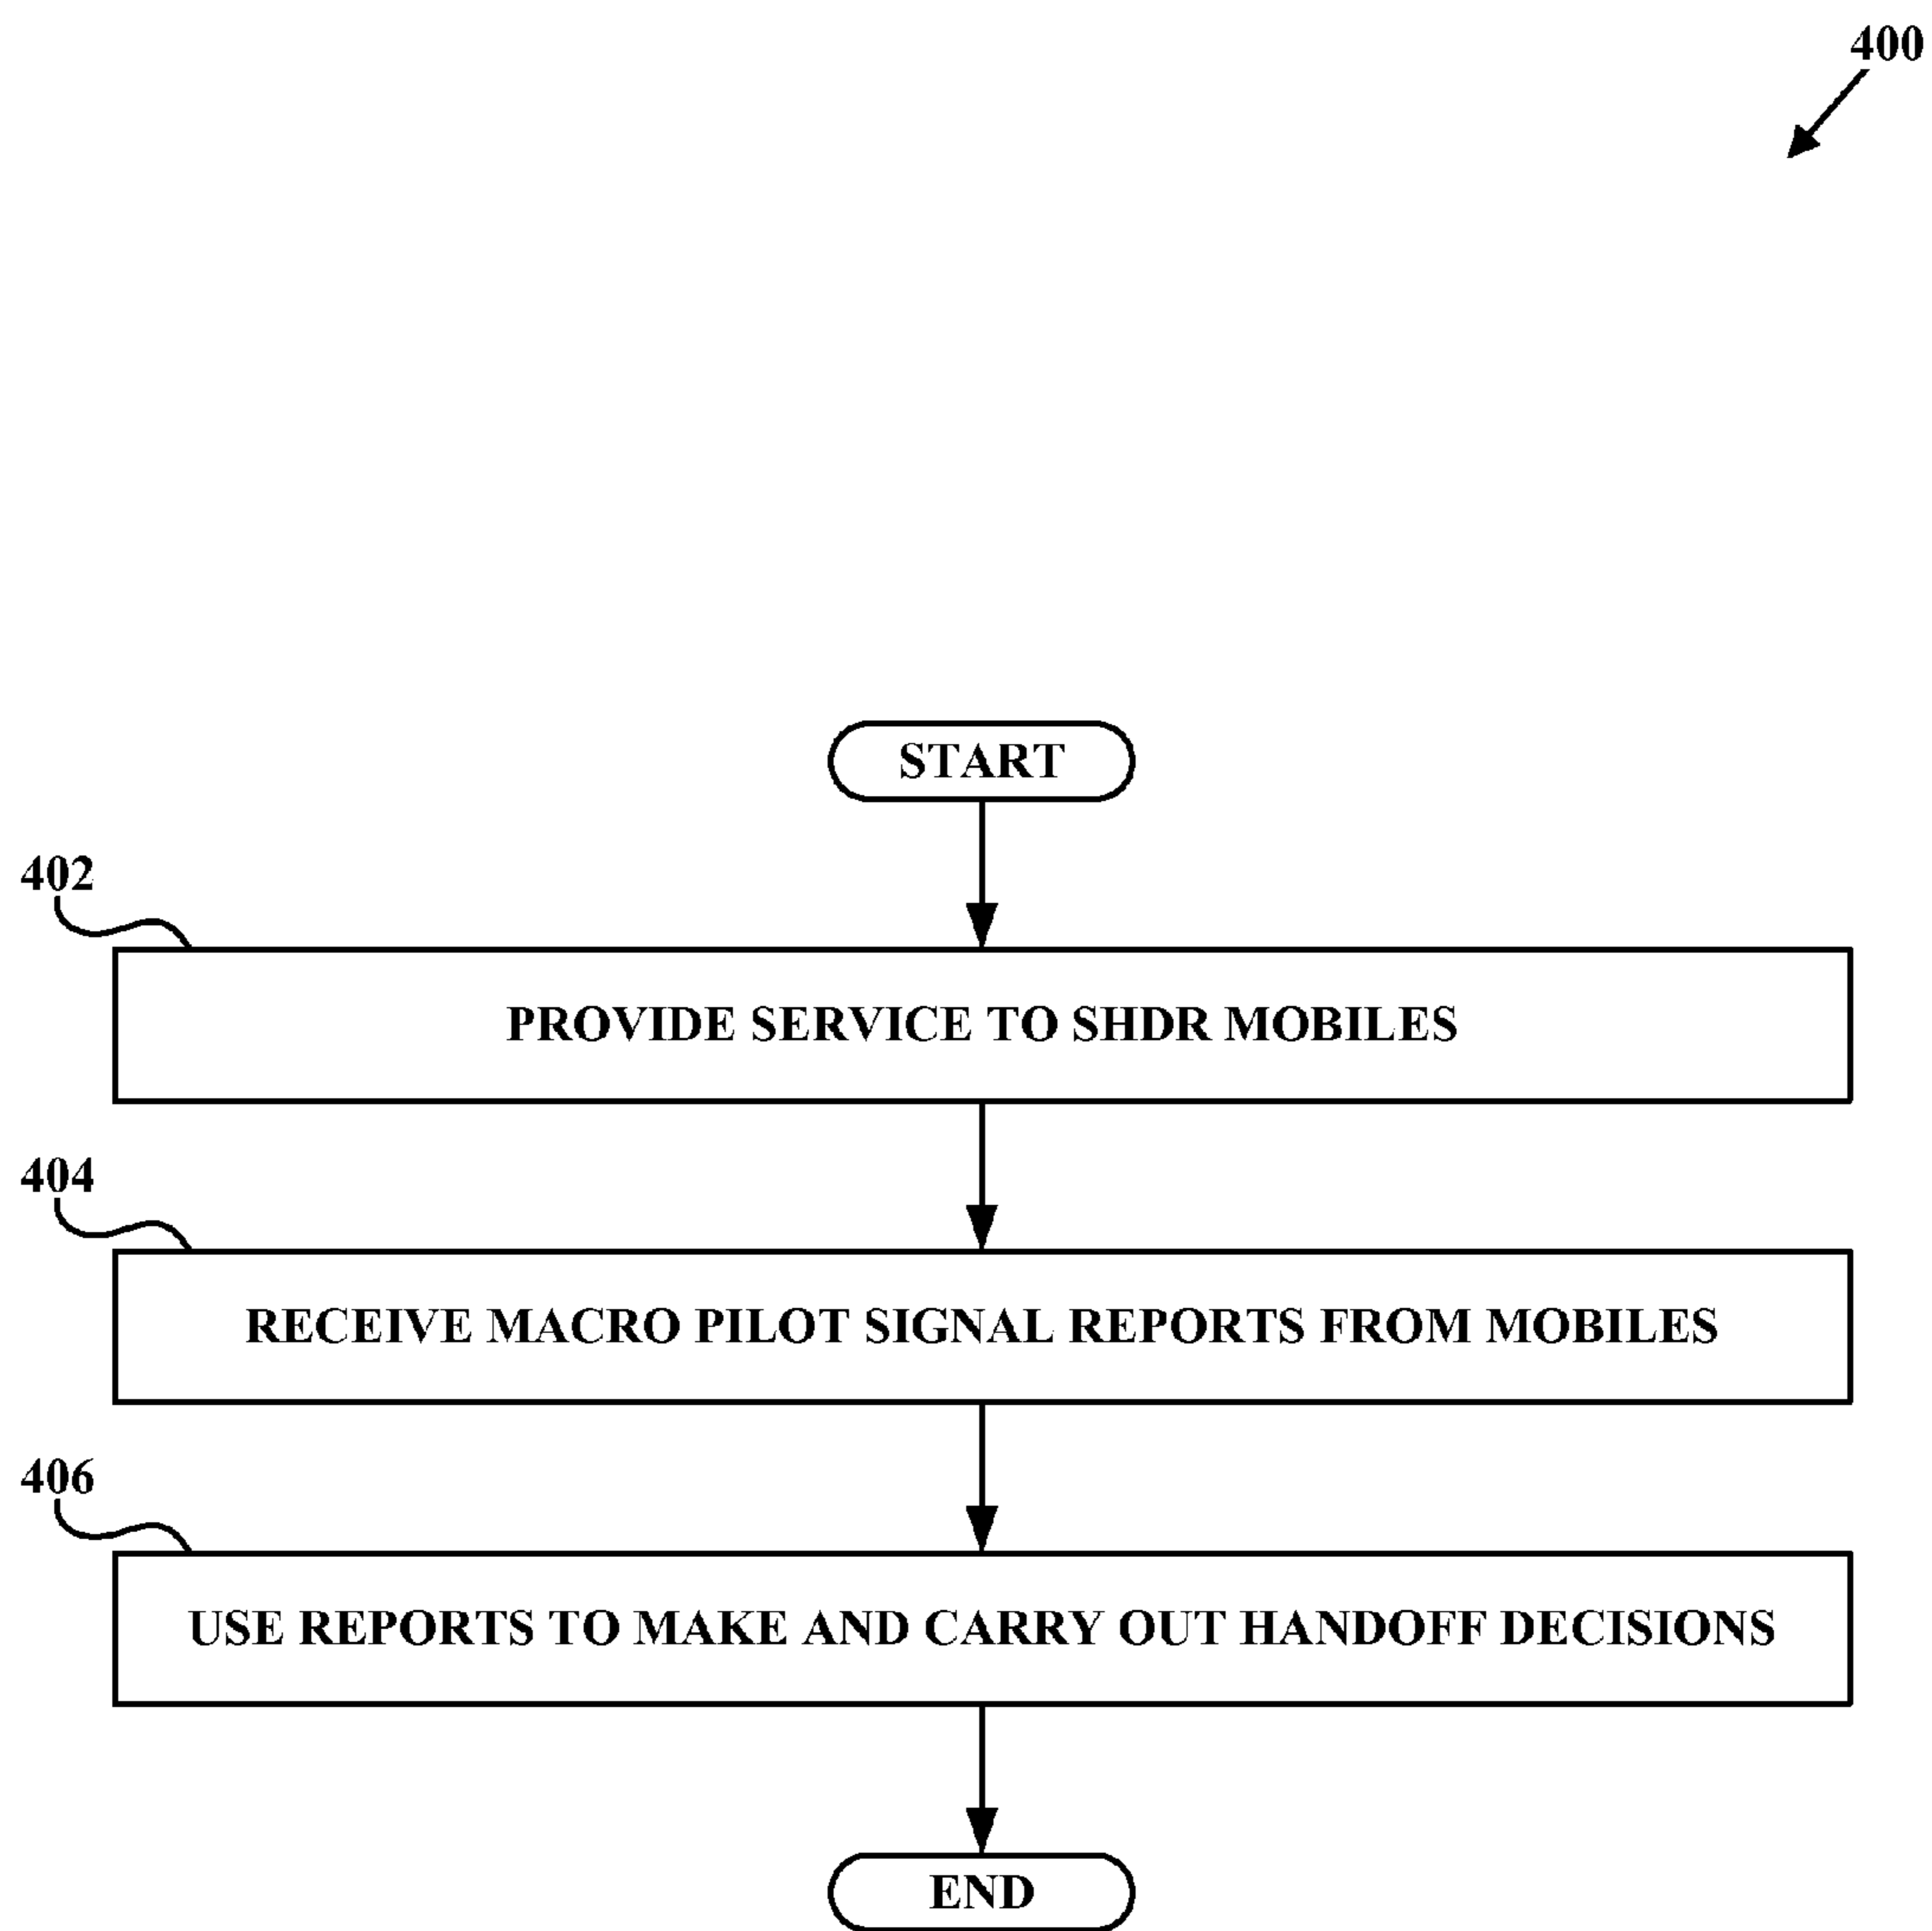 400
START
402
PROVIDE SERVICE TO SHDR MOBILES
404
RECEIVE MACRO PILOT SIGNAL REPORTS FROM MOBILES
406
USE REPORTS TO MAKE AND CARRY OUT HANDOFF DECISIONS
END